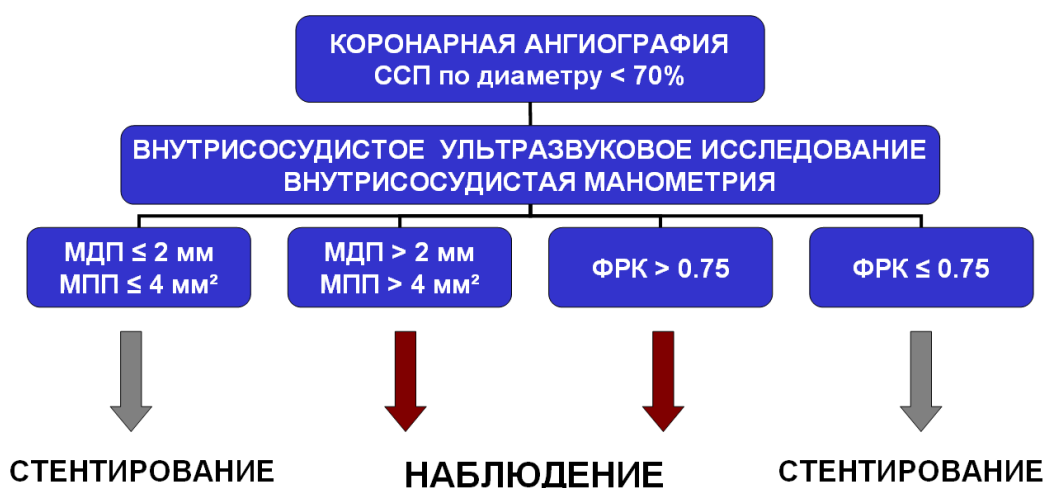 КОРОНАРНАЯ АНГИОГРАФИЯ
ССП по диаметру < 70%
ВНУТРИСОСУДИСТОЕ УЛЬТРАЗВУКОВОЕ ИССЛЕДОВАНИЕ
ВНУТРИСОСУДИСТАЯ МАНОМЕТРИЯ
МДП ≤ 2 мм
МПП ≤ 4 мм²
МДП > 2 мм
МПП > 4 мм²
ФРК > 0.75
ФРК ≤ 0.75
СТЕНТИРОВАНИЕ
НАБЛЮДЕНИЕ
СТЕНТИРОВАНИЕ